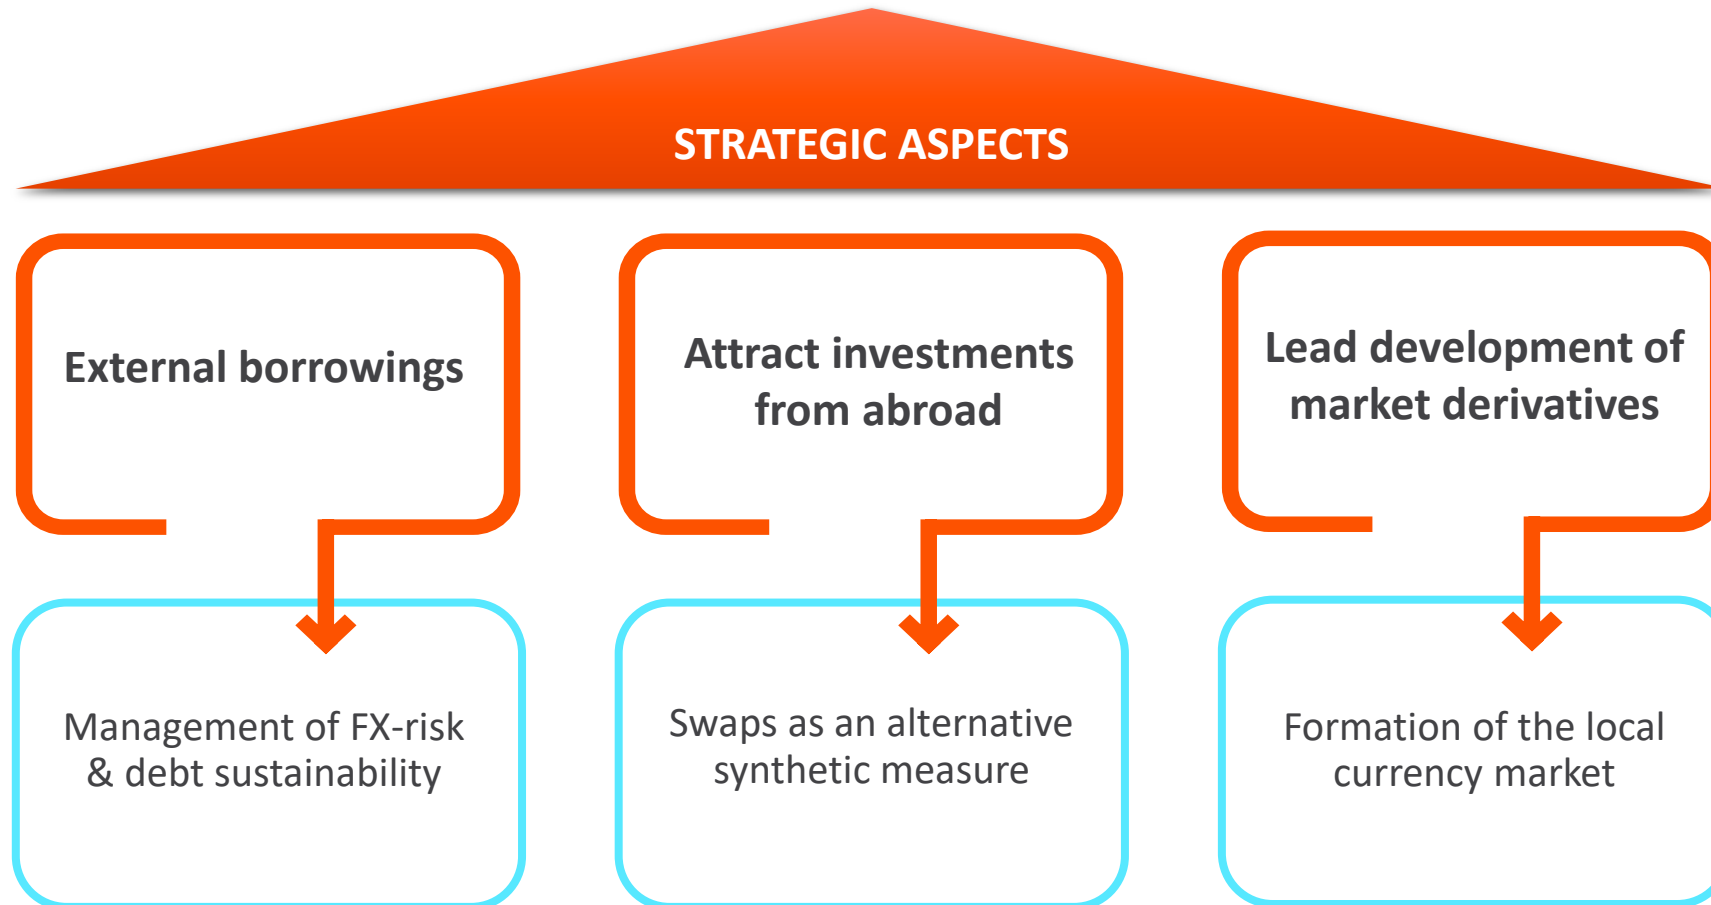 STRATEGIC ASPECTS
External borrowings
Attract investments
from abroad
Lead development of
market derivatives
Management of FX-risk
& debt sustainability
Swaps as an alternative
synthetic measure
Formation of the local
currency market